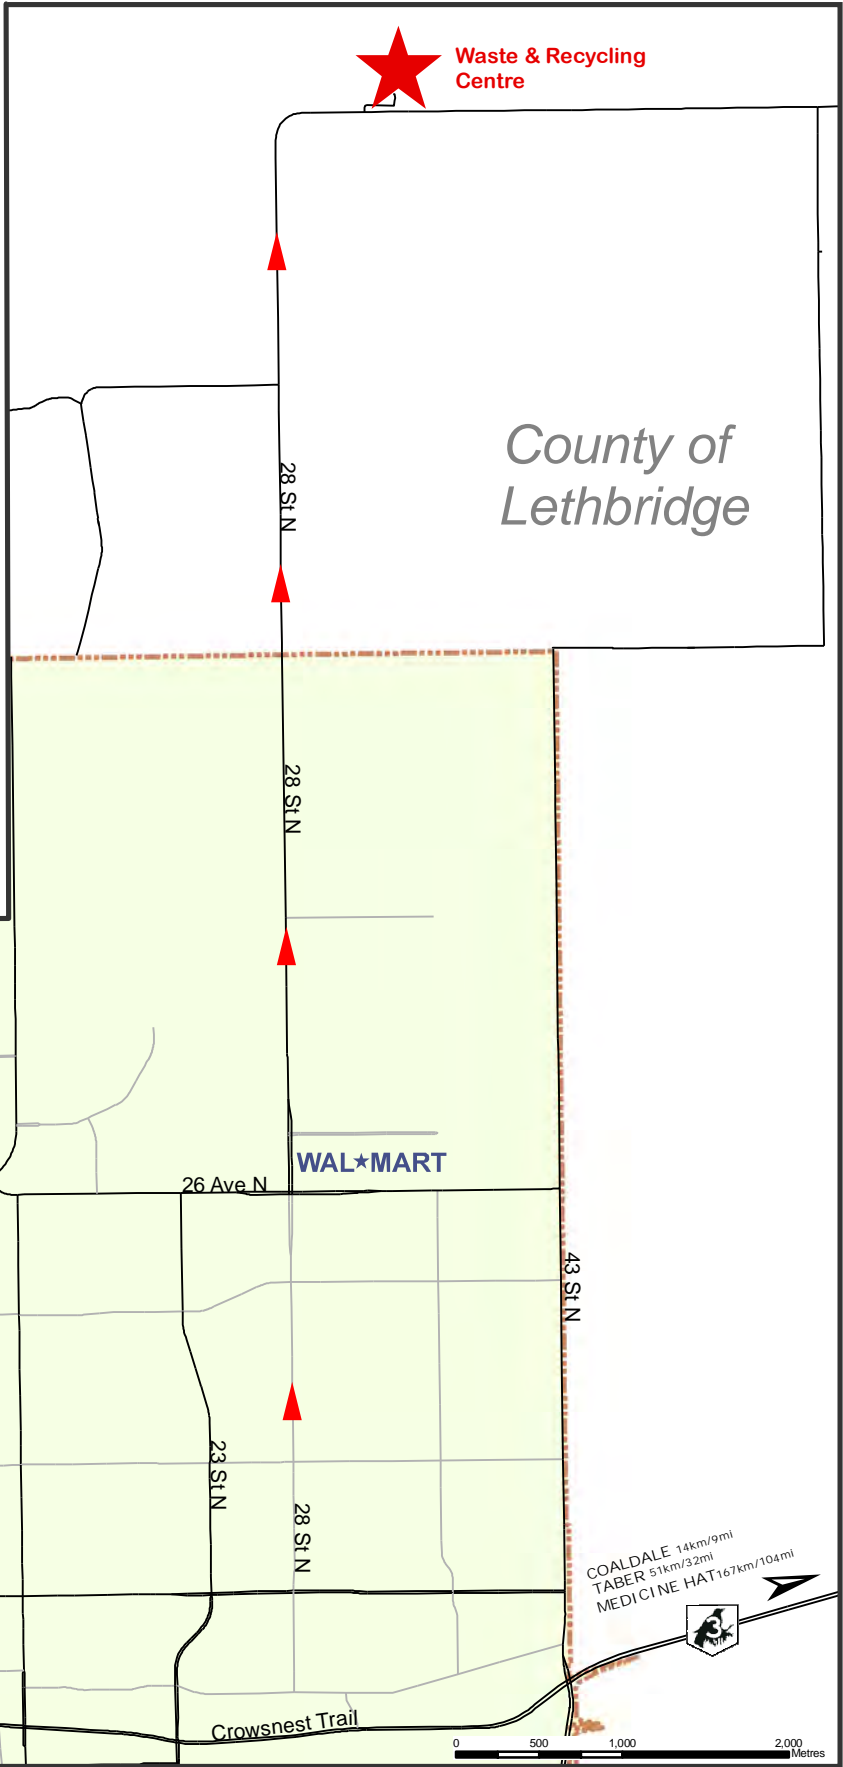 Waste & Recycling
Centre
County of
Lethbridge
28 St N
28 St N
WAL★MART
26 Ave N
43 St N
23 St N
28 St N
COALDALE 14km/9mi
TABER 51km/32mi
MEDICINE HAT 167km/104mi
3
Crowsnest Trail
0 500 1,000 2,000
Metres